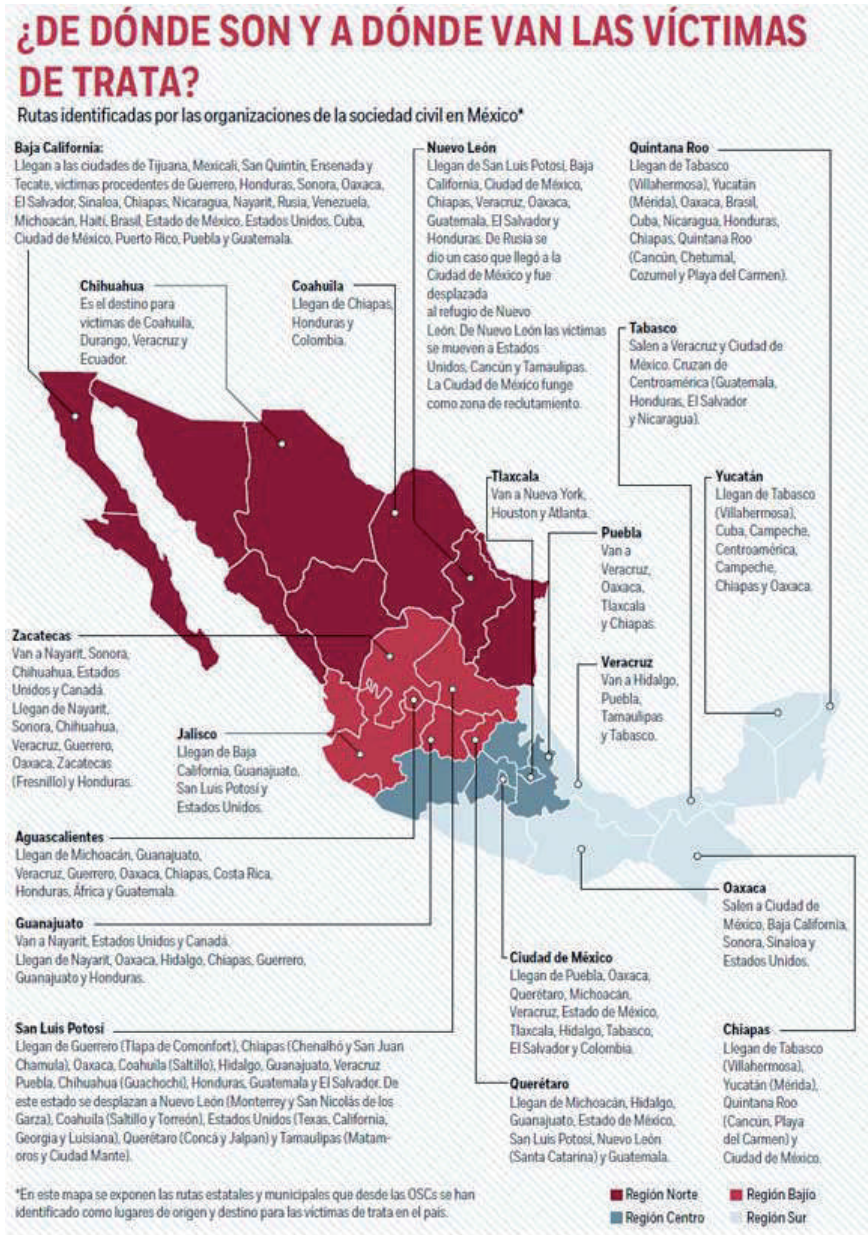 ¿DE DÓNDE SON Y A DÓNDE VAN LAS VÍCTIMAS
DE TRATA?
Rutas identificadas por las organizaciones de la sociedad civil en México*
Baja California:
Llegan a las ciudades de Tijuana, Mexicali, San Quintín, Ensenada y
Tecate, víctimas procedentes de Guerrero, Honduras, Sonora, Oaxaca,
El Salvador, Sinaloa, Chiapas, Nicaragua, Nayarit, Rusia, Venezuela,
Michoacán, Haití, Brasil, Estado de México, Estados Unidos, Cuba,
Ciudad de México, Puerto Rico, Puebla y Guatemala.
Nuevo León
Llegan de San Luis Potosí, Baja
California, Ciudad de México,
Chiapas, Veracruz, Oaxaca,
Guatemala, El Salvador y
Honduras. De Rusia se
dio un caso que llegó a la
Ciudad de México y fue
desplazada
al refugio de Nuevo
León. De Nuevo León las víctimas
se mueven a Estados
Unidos, Cancún y Tamaulipas.
La Ciudad de México funge
como zona de reclutamiento.
Quintana Roo
Llegan de Tabasco
(Villahermosa), Yucatán
(Mérida), Oaxaca, Brasil,
Cuba, Nicaragua, Honduras,
Chiapas, Quintana Roo
(Cancún, Chetumal,
Cozumel y Playa del Carmen).
Chihuahua
Es el destino para
víctimas de Coahuila,
Durango, Veracruz y
Ecuador.
Coahuila
Llegan de Chiapas,
Honduras y
Colombia.
Tabasco
Salen a Veracruz y Ciudad de
México. Cruzan de
Centroamérica (Guatemala,
Honduras, El Salvador
y Nicaragua).
Tlaxcala
Van a Nueva York,
Houston y Atlanta.
Yucatán
Llegan de Tabasco
(Villahermosa),
Cuba, Campeche,
Centroamérica,
Campeche,
Chiapas y Oaxaca.
Puebla
Van a
Veracruz,
Oaxaca,
Tlaxcala
y Chiapas.
Zacatecas
Van a Nayarit, Sonora,
Chihuahua, Estados
Unidos y Canadá.
Llegan de Nayarit,
Sonora, Chihuahua,
Veracruz, Guerrero,
Oaxaca, Zacatecas
(Fresnillo) y Honduras.
Veracruz
Van a Hidalgo,
Puebla,
Tamaulipas
y Tabasco.
Jalisco
Llegan de Baja
California, Guanajuato,
San Luis Potosí y
Estados Unidos.
Aguascalientes
Llegan de Michoacán, Guanajuato,
Veracruz, Guerrero, Oaxaca, Chiapas, Costa Rica,
Honduras, África y Guatemala.
Guanajuato
Van a Nayarit, Estados Unidos y Canadá.
Llegan de Nayarit, Oaxaca, Hidalgo, Chiapas, Guerrero,
Guanajuato y Honduras.
Oaxaca
Salen a Ciudad de
México, Baja California,
Sonora, Sinaloa y
Estados Unidos.
Ciudad de México
Llegan de Puebla, Oaxaca,
Querétaro, Michoacán,
Veracruz, Estado de México,
Tlaxcala, Hidalgo, Tabasco,
El Salvador y Colombia.
San Luis Potosí
Llegan de Guerrero (Tlapa de Comonfort), Chiapas (Chenalhó y San Juan
Chamula), Oaxaca, Coahuila (Saltillo), Hidalgo, Guanajuato, Veracruz
Puebla, Chihuahua (Guachochi), Honduras, Guatemala y El Salvador. De
este estado se desplazan a Nuevo León (Monterrey y San Nicolás de los
Garza), Coahuila (Saltillo y Torreón), Estados Unidos (Texas, California,
Georgia y Luisiana), Querétaro (Concá y Jalpan) y Tamaulipas (Matam-
oros y Ciudad Mante).
Querétaro
Llegan de Michoacán, Hidalgo,
Guanajuato, Estado de México,
San Luis Potosí, Nuevo León
(Santa Catarina) y Guatemala.
Chiapas
Llegan de Tabasco
(Villahermosa),
Yucatán (Mérida),
Quintana Roo
(Cancún, Playa
del Carmen) y
Ciudad de México.
*En este mapa se exponen las rutas estatales y municipales que desde las OSCs se han
identificado como lugares de origen y destino para las víctimas de trata en el país.
Región Norte
Región Bajío
Región Centro
Región Sur